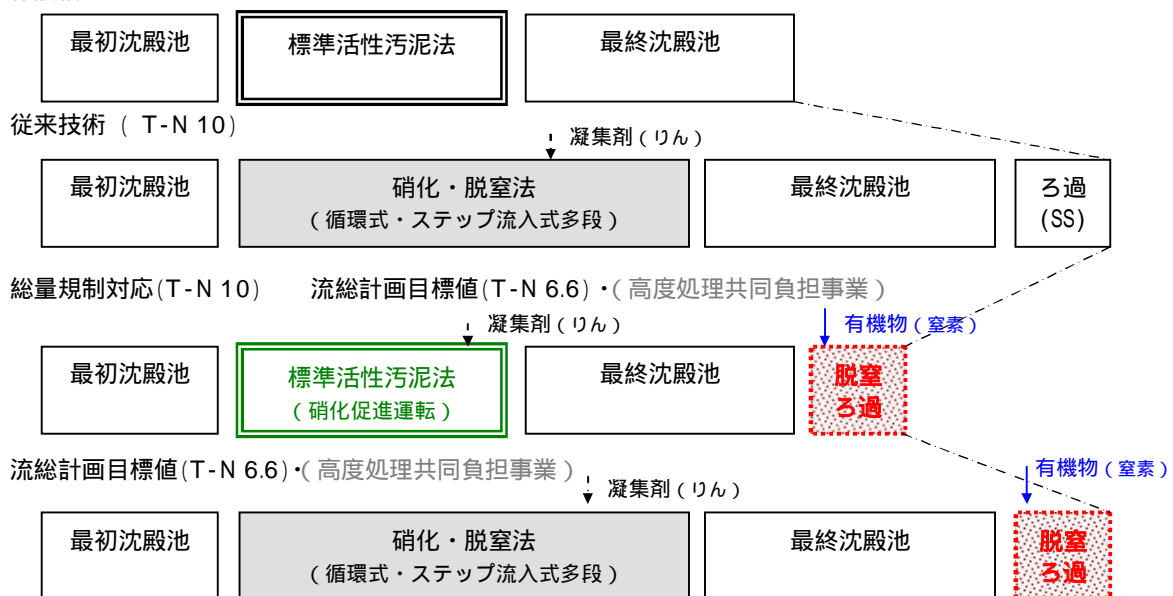 最初沈殿池
標準活性汚泥法
最終沈殿池
従来技術 ( T-N 10)
凝集剤(りん)
最初沈殿池
硝化・脱窒法
(循環式・ステップ流入式多段)
最終沈殿池
ろ過
(SS)
総量規制対応(T-N 10) 流総計画目標値(T-N 6.6)・(高度処理共同負担事業)
凝集剤(りん)
有機物(窒素)
最初沈殿池
標準活性汚泥法
(硝化促進運転)
最終沈殿池
脱窒
ろ過
流総計画目標値(T-N 6.6)・(高度処理共同負担事業)
凝集剤(りん)
有機物(窒素)
最初沈殿池
硝化・脱窒法
(循環式・ステップ流入式多段)
最終沈殿池
脱窒
ろ過